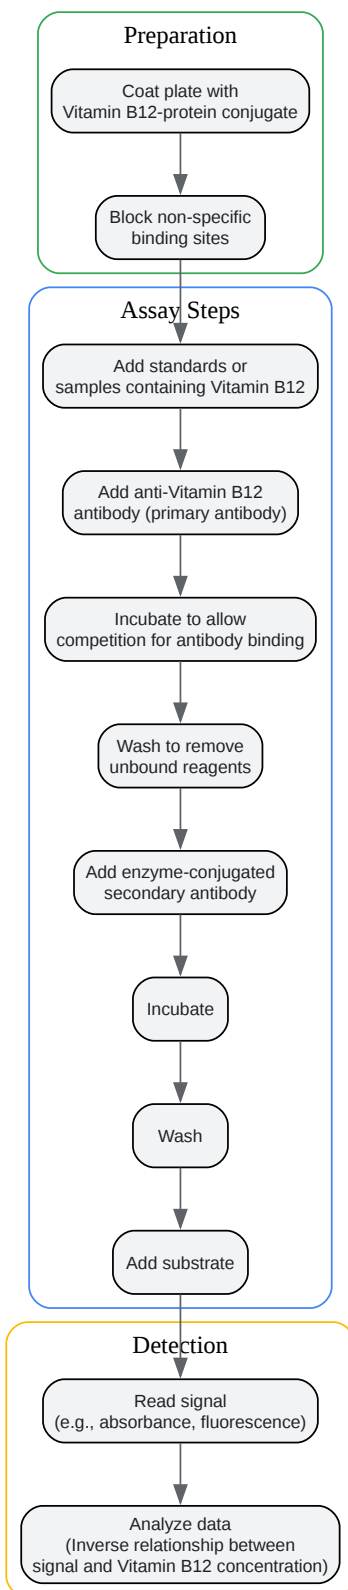 Preparation
Coat plate with
Vitamin B12-protein conjugate
Block non-specific
binding sites
Assay Steps
Add standards or
samples containing Vitamin B12
Add anti-Vitamin B12
antibody (primary antibody)
Incubate to allow
competition for antibody binding
Wash to remove
unbound reagents
Add enzyme-conjugated
secondary antibody
Incubate
Wash
Add substrate
Detection
Read signal
(e.g., absorbance, fluorescence)
Analyze data
(Inverse relationship between
signal and Vitamin B12 concentration)